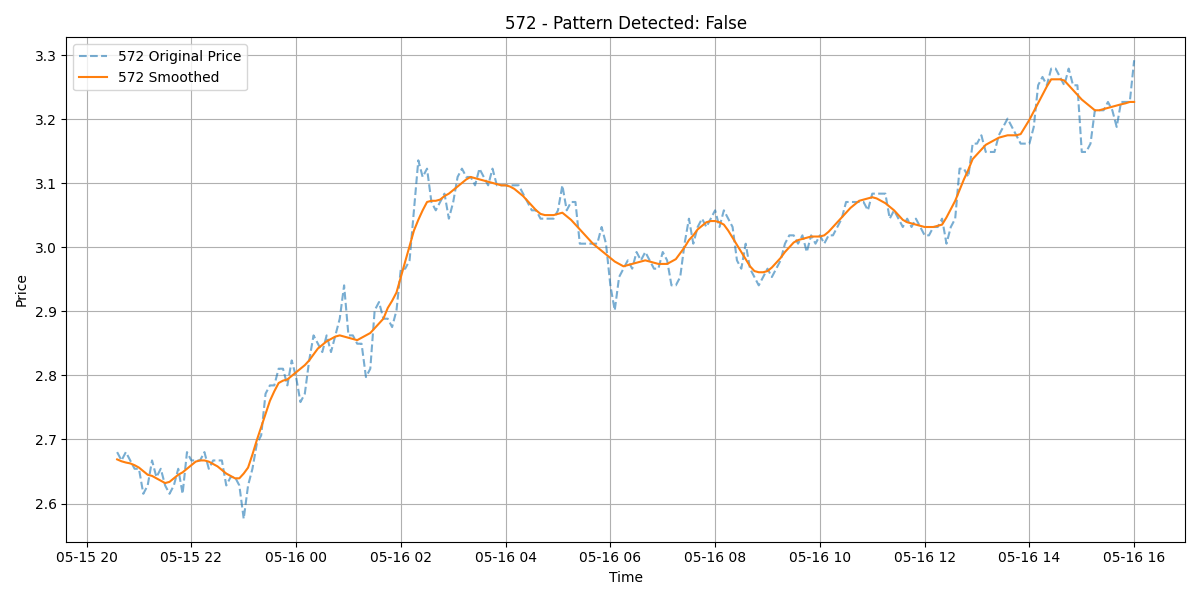 572 - Pattern Detected: False
572 Original Price
572 Smoothed
Price
3.3
3.2
3.1
3.0
2.9
2.8
2.7
2.6
05-15 20 05-15 22 05-16 00 05-16 02 05-16 04 05-16 06 05-16 08 05-16 10 05-16 12 05-16 14 05-16 16
Time